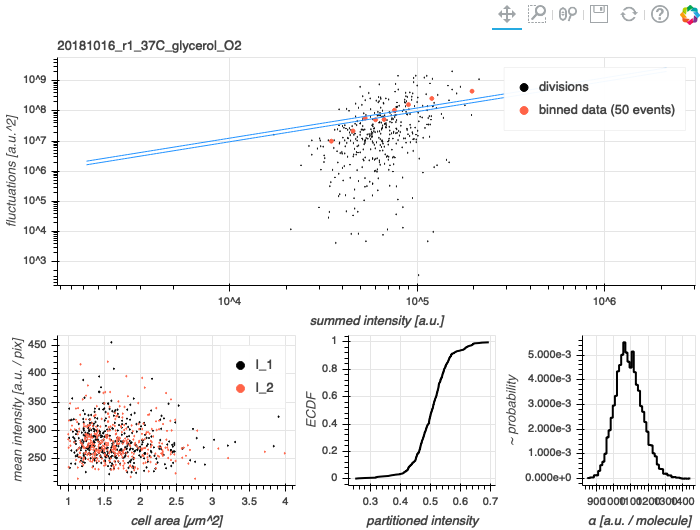 20181016_r1_37C_glycerol_O2
fluctuations [a.u.^2]
10^9
10^8
10^7
10^6
10^5
10^4
10^3
divisions
binned data (50 events)
10^4
10^5
10^6
summed intensity [a.u.]
mean intensity [a.u. / pix]
450
400
350
300
250
I_1
I_2
1
1.5
2
2.5
3
3.5
4
cell area [µm^2]
ECDF
1
0.8
0.6
0.4
0.2
0
0.3
0.4
0.5
0.6
0.7
partitioned intensity
~ probability
5.000e-3
4.000e-3
3.000e-3
2.000e-3
1.000e-3
0.000e+0
900
1000
1100
1200
1300
1400
α [a.u. / molecule]